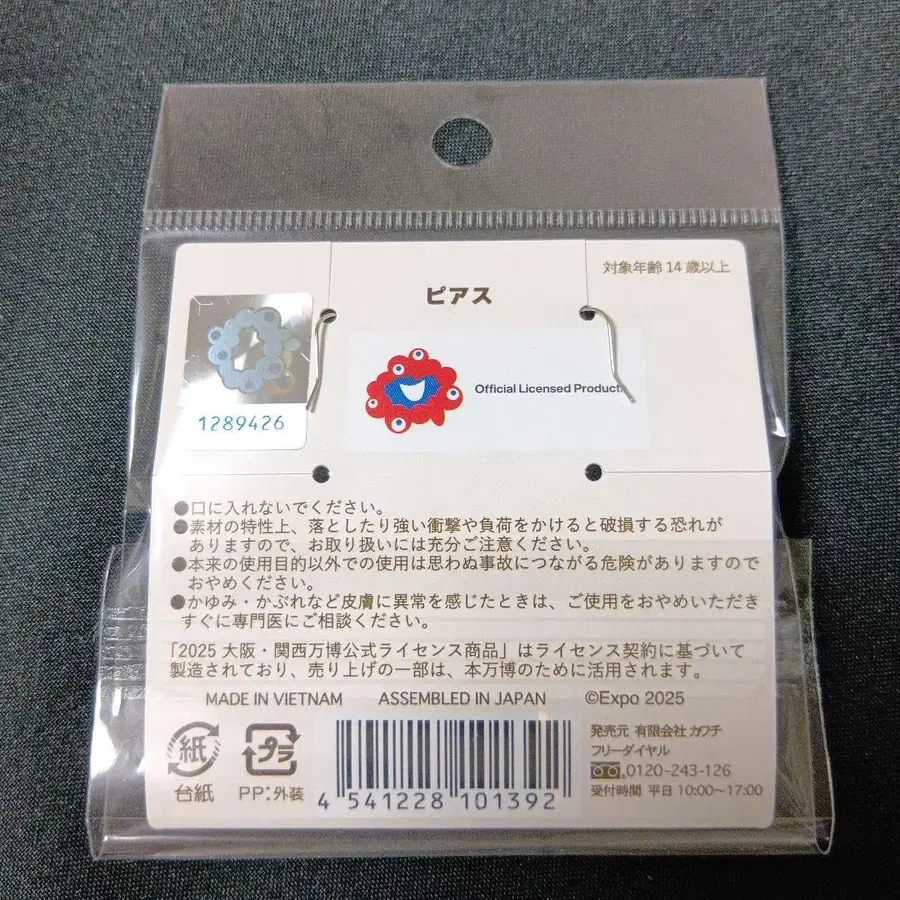 対象年齢14歳以上
ピアス
Official Licensed Product
1289426
●口に入れないでください。
●素材の特性上、落としたり強い衝撃や負荷をかけると破損する恐れが
ありますので、お取り扱いには充分ご注意ください。
●本来の使用目的以外での使用は思わぬ事故につながる危険がありますので
おやめください。
●かゆみ・かぶれなど皮膚に異常を感じたときは、ご使用をおやめいただき
すぐに専門医にご相談ください。
「2025 大阪・関西万博公式ライセンス商品」はライセンス契約に基づいて
製造されており、売り上げの一部は、本万博のために活用されます。
MADE IN VIETNAM ASSEMBLED IN JAPAN ©Expo 2025
紙
台紙
プラ
PP:外装
4 541228 101392
発売元 有限会社 カワチ
フリーダイヤル
0120-243-126
受付時間 平日 10:00~17:00